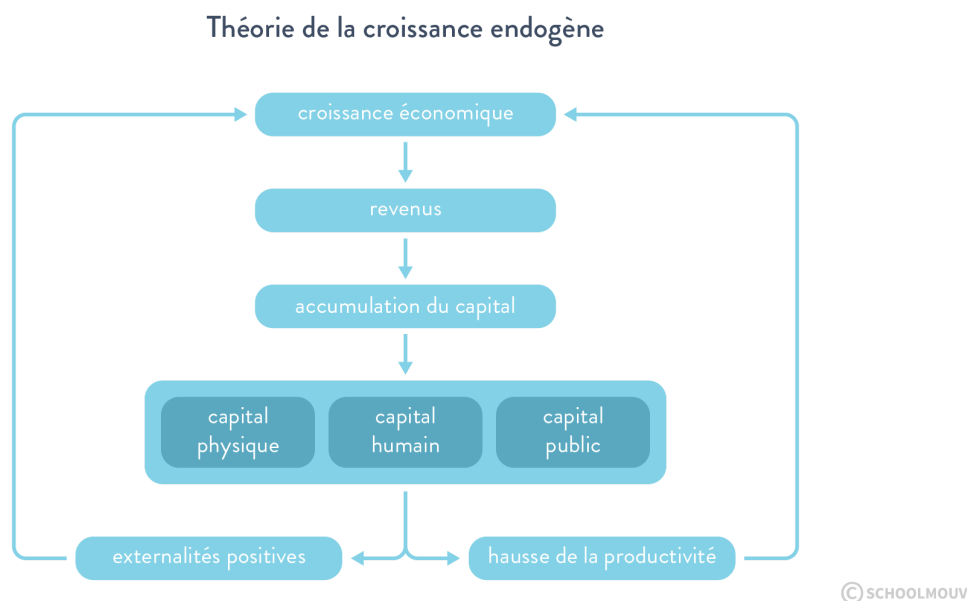 Théorie de la croissance endogène
croissance économique
revenus
accumulation du capital
capital
physique
capital
humain
capital
public
externalités positives
hausse de la productivité
© SCHOOLMOUV